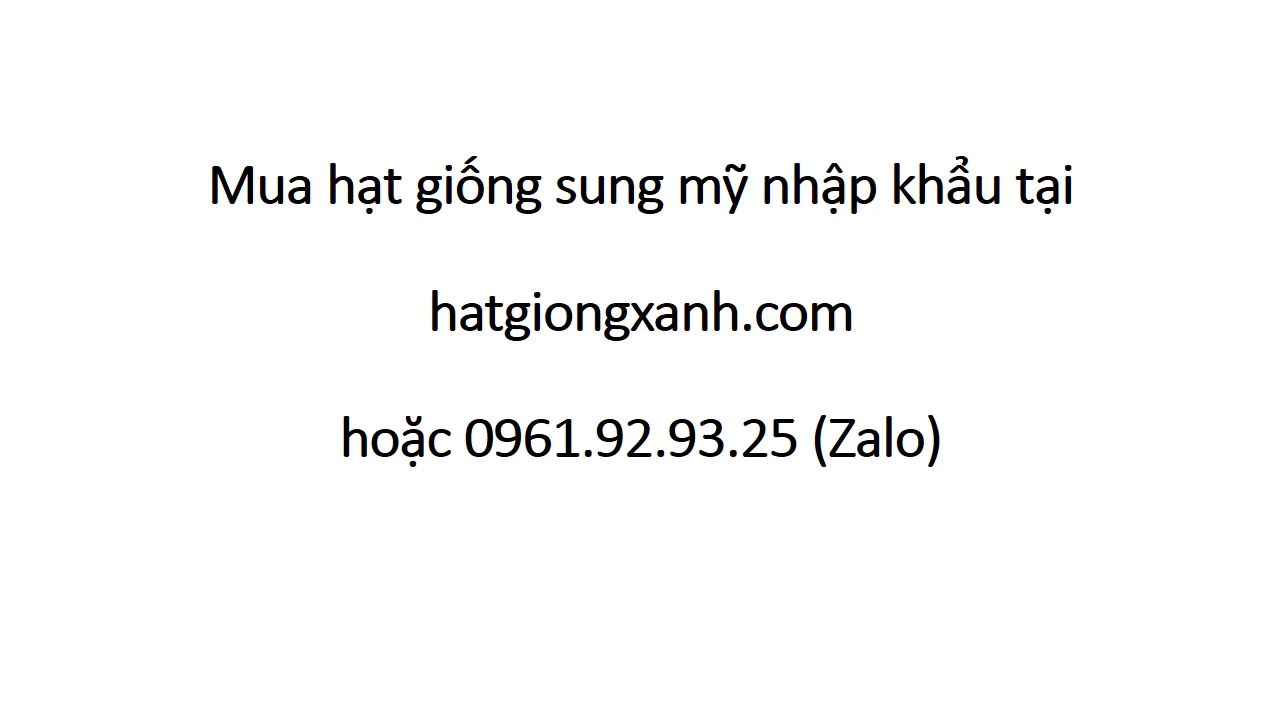 Mua hạt giống sung mỹ nhập khẩu tại
hatgiongxanh.com
hoặc 0961.92.93.25 (Zalo)